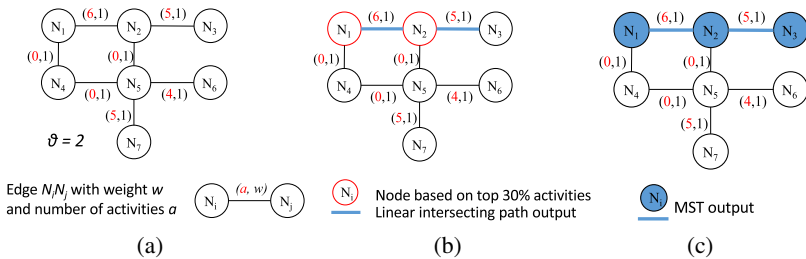 N1 (6,1) N2 (5,1) N3
(0,1) (0,1)
N4 (0,1) N5 (4,1) N6
(5,1)
N7
ϑ = 2
Edge NiNj with weight w
and number of activities a
Ni (a, w) Nj
(a)
N1 (6,1) N2 (5,1) N3
(0,1) (0,1)
N4 (0,1) N5 (4,1) N6
(5,1)
N7
Ni Node based on top 30% activities
Linear intersecting path output
(b)
N1 (6,1) N2 (5,1) N3
(0,1) (0,1)
N4 (0,1) N5 (4,1) N6
(5,1)
N7
Ni
MST output
(c)